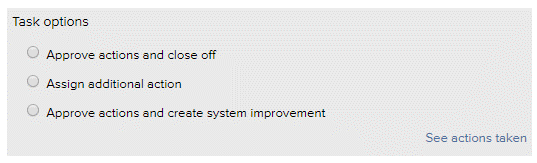 Task options
Approve actions and close off
Assign additional action
Approve actions and create system improvement
See actions taken